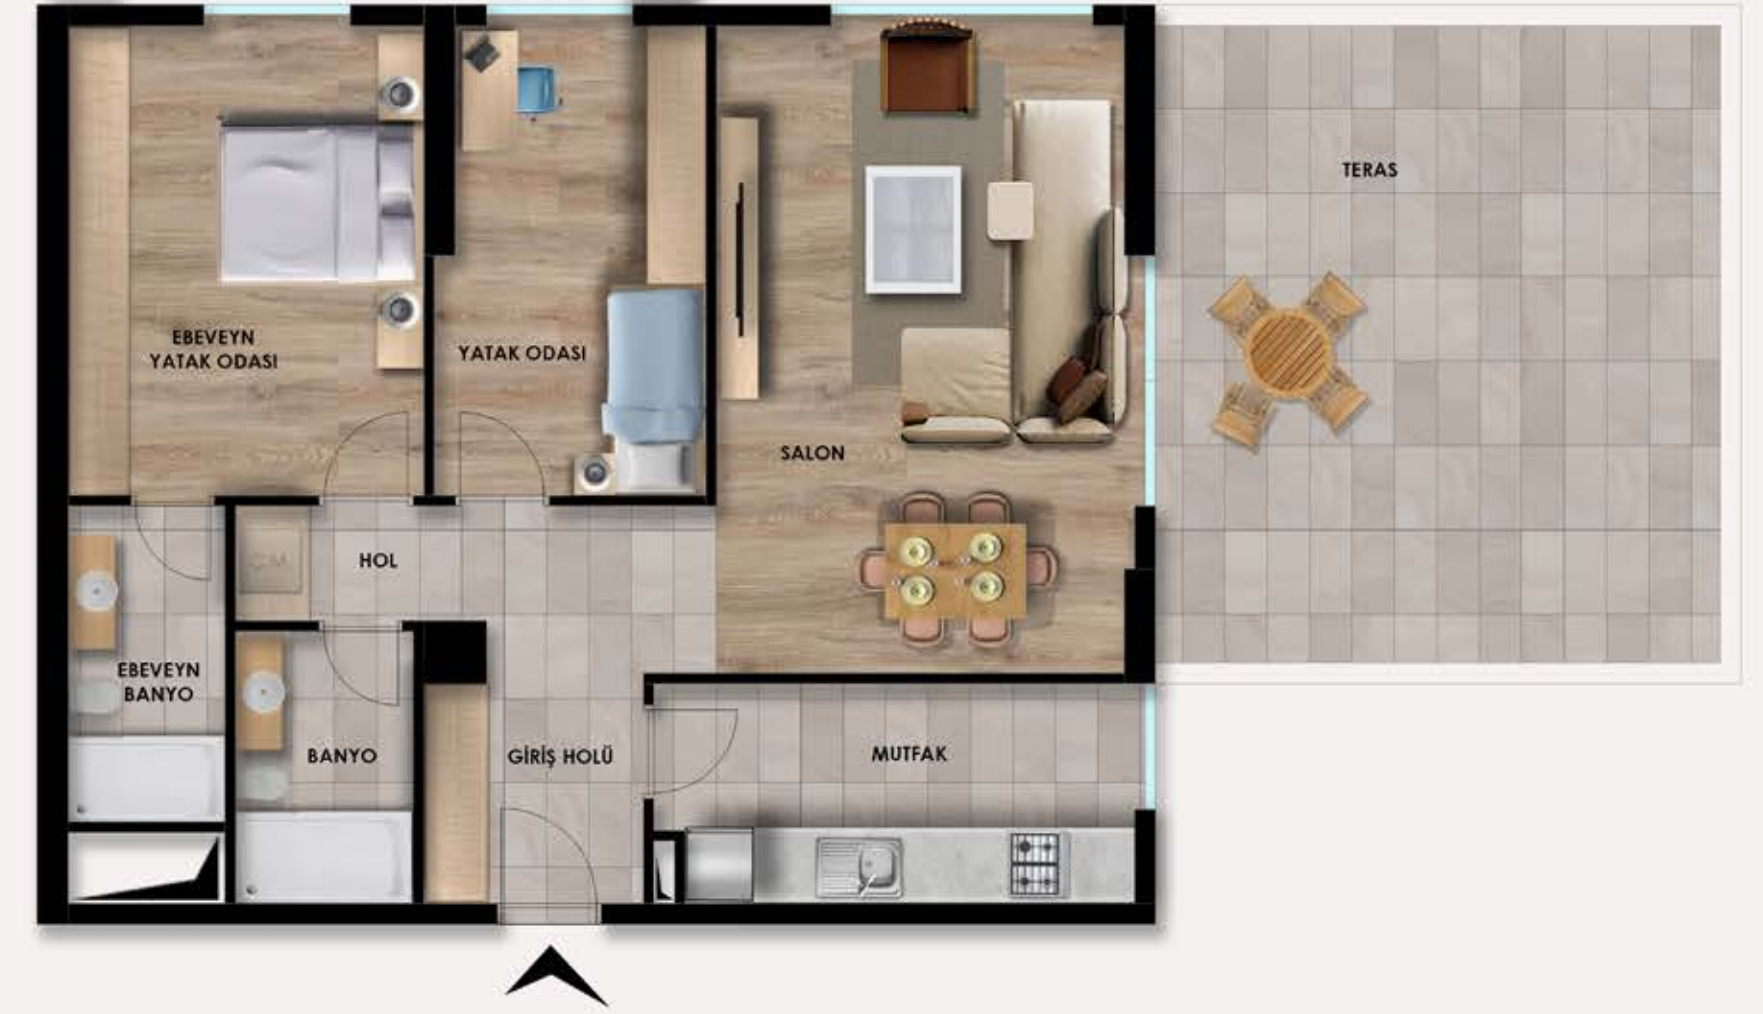 TERAS
EBEVEYN
YATAK ODASI
YATAK ODASI
SALON
HOL
Ç.M.
EBEVEYN
BANYO
BANYO
GİRİŞ HOLÜ
MUTFAK